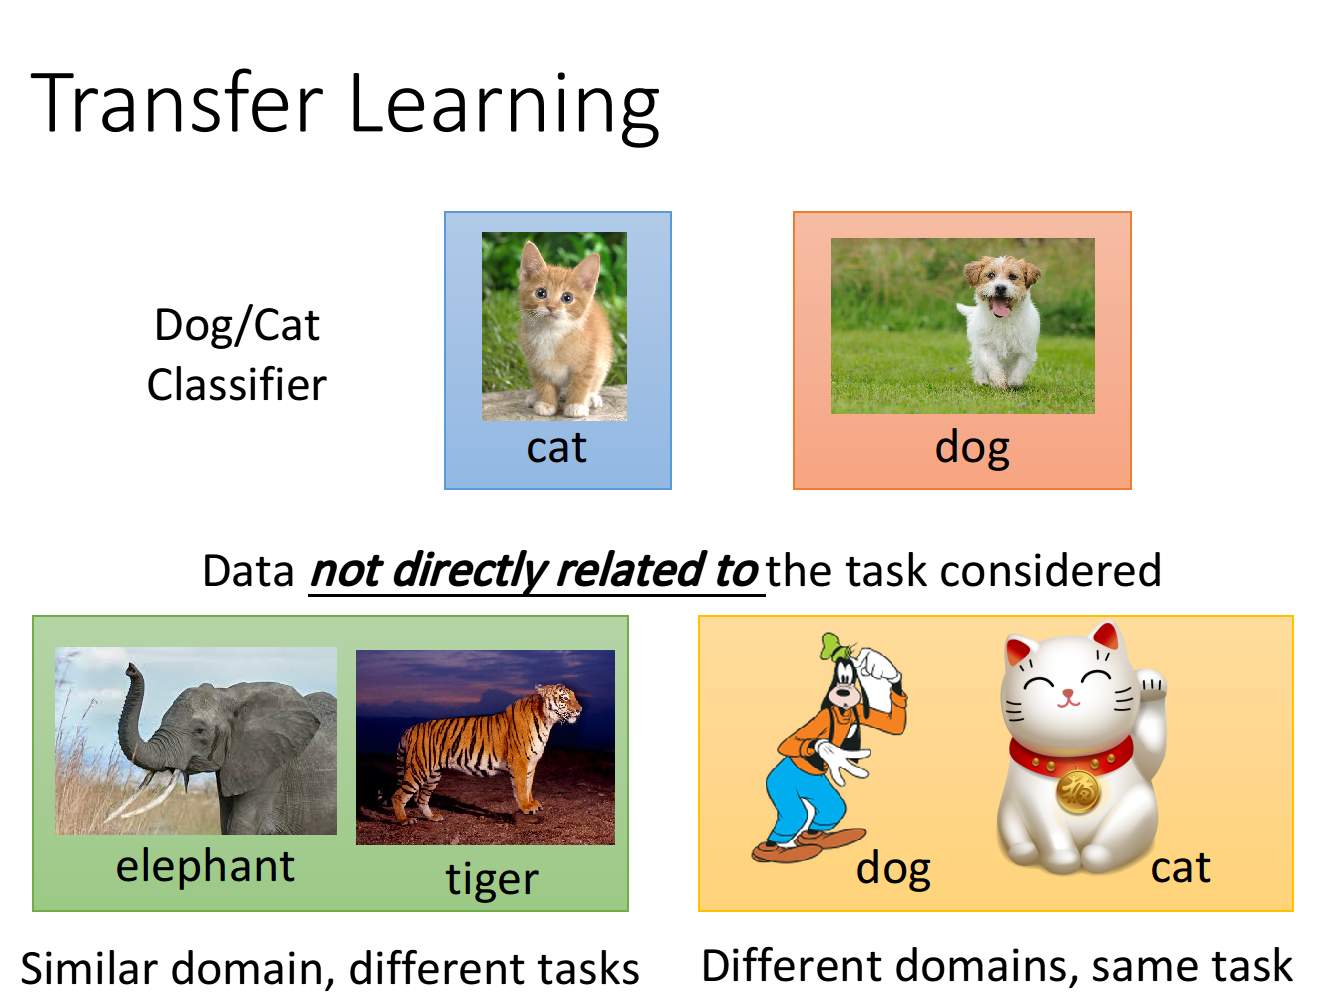 Transfer Learning
Dog/Cat
Classifier
cat
dog
Data not directly related to the task considered
elephant
tiger
dog
cat
福
Similar domain, different tasks
Different domains, same task